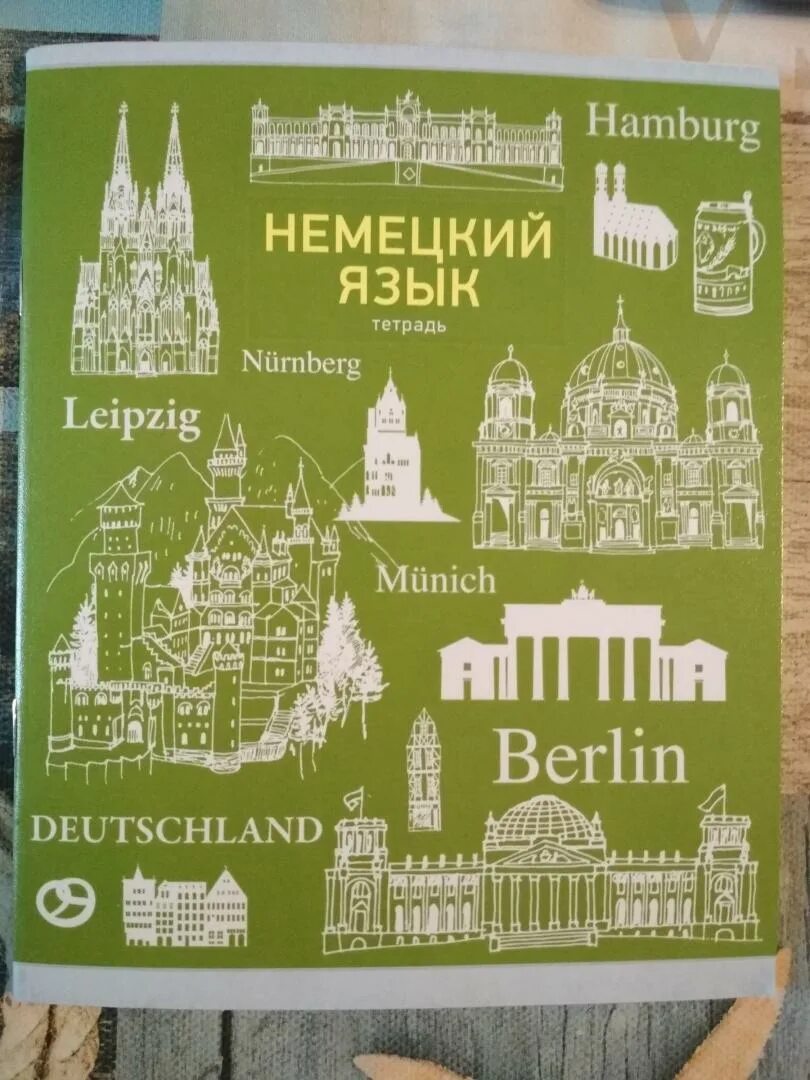 Hamburg
НЕМЕЦКИЙ
ЯЗЫК
тетрадь
Nürnberg
Leipzig
Münich
Berlin
DEUTSCHLAND